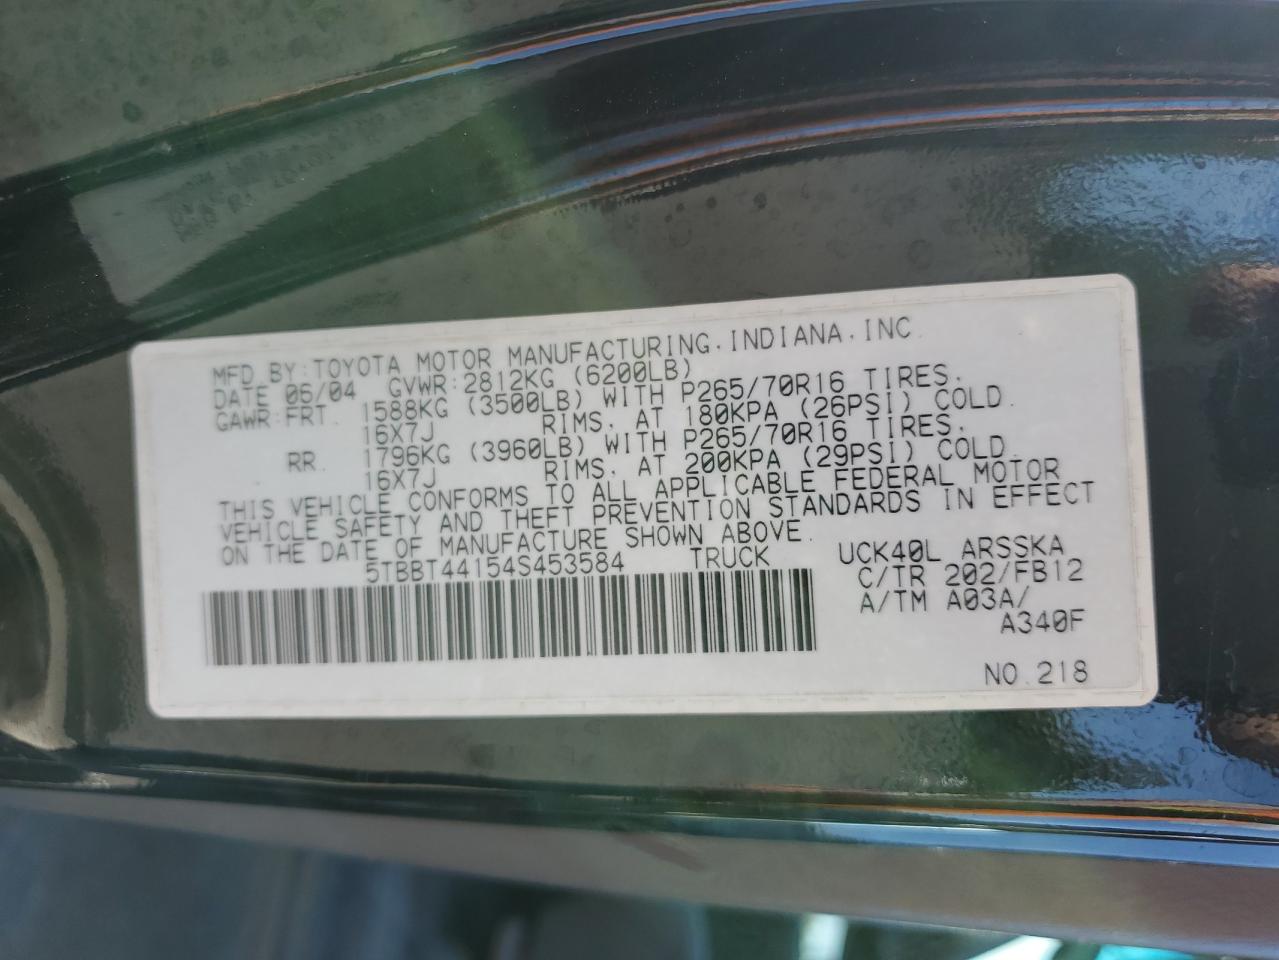 MFD.BY:TOYOTA MOTOR MANUFACTURING.INDIANA.INC.
DATE 06/04 GVWR:2812KG (6200LB)
GAWR:FRT. 1588KG (3500LB) WITH P265/70R16 TIRES.
16X7J RIMS, AT 180KPA (26PSI) COLD.
RR. 1796KG (3960LB) WITH P265/70R16 TIRES.
16X7J RIMS, AT 200KPA (29PSI) COLD.
THIS VEHICLE CONFORMS TO ALL APPLICABLE FEDERAL MOTOR
VEHICLE SAFETY AND THEFT PREVENTION STANDARDS IN EFFECT
ON THE DATE OF MANUFACTURE SHOWN ABOVE.
5TBBT44154S453584 TRUCK
UCK40L ARSSKA
C/TR 202/FB12
A/TM A03A/
A340F
NO.218